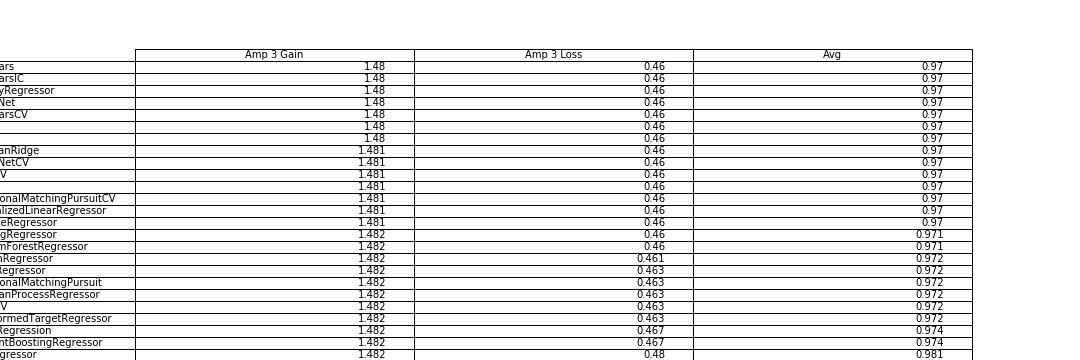 Amp 3 Gain Amp 3 Loss Avg
ars 1.48 0.46 0.97
arsIC 1.48 0.46 0.97
yRegressor 1.48 0.46 0.97
Net 1.48 0.46 0.97
arsCV 1.48 0.46 0.97
1.48 0.46 0.97
1.48 0.46 0.97
anRidge 1.481 0.46 0.97
NetCV 1.481 0.46 0.97
V 1.481 0.46 0.97
1.481 0.46 0.97
onalMatchingPursuitCV 1.481 0.46 0.97
alizedLinearRegressor 1.481 0.46 0.97
eRegressor 1.481 0.46 0.97
gRegressor 1.482 0.46 0.971
mForestRegressor 1.482 0.46 0.971
nRegressor 1.482 0.461 0.972
Regressor 1.482 0.463 0.972
onalMatchingPursuit 1.482 0.463 0.972
anProcessRegressor 1.482 0.463 0.972
V 1.482 0.463 0.972
ormedTargetRegressor 1.482 0.463 0.972
Regression 1.482 0.467 0.974
ntBoostingRegressor 1.482 0.467 0.974
gressor 1.482 0.48 0.981